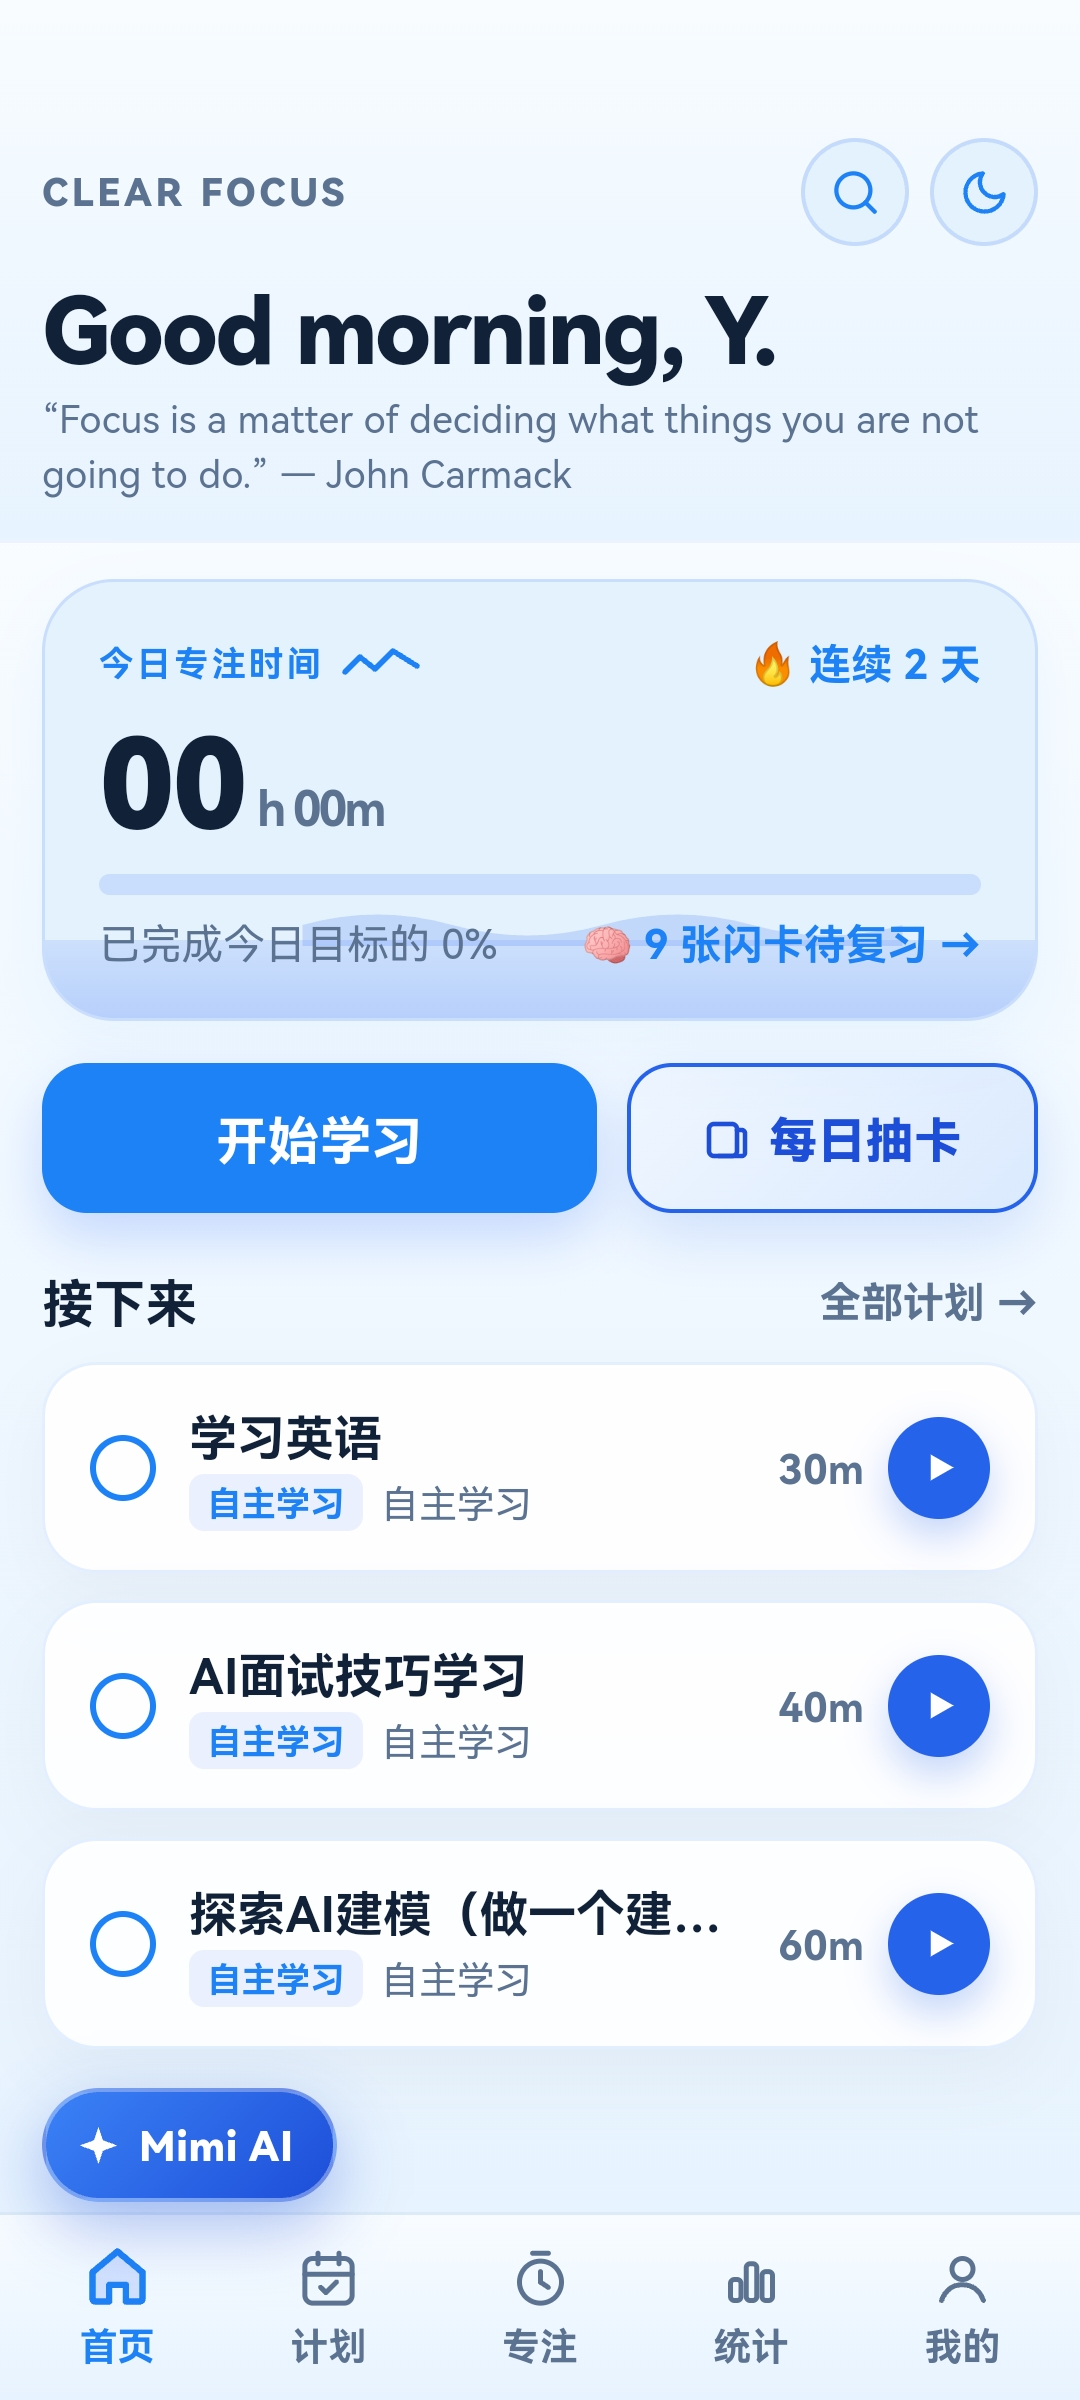 CLEAR FOCUS
Good morning, Y.
“Focus is a matter of deciding what things you are not
going to do.” — John Carmack
今日专注时间
🔥 连续 2 天
00 h 00m
已完成今日目标的 0%
🧠 9 张闪卡待复习 →
开始学习
每日抽卡
接下来
全部计划 →
学习英语
自主学习 自主学习
30m
AI面试技巧学习
自主学习 自主学习
40m
探索AI建模（做一个建...
自主学习 自主学习
60m
Mimi AI
首页
计划
专注
统计
我的